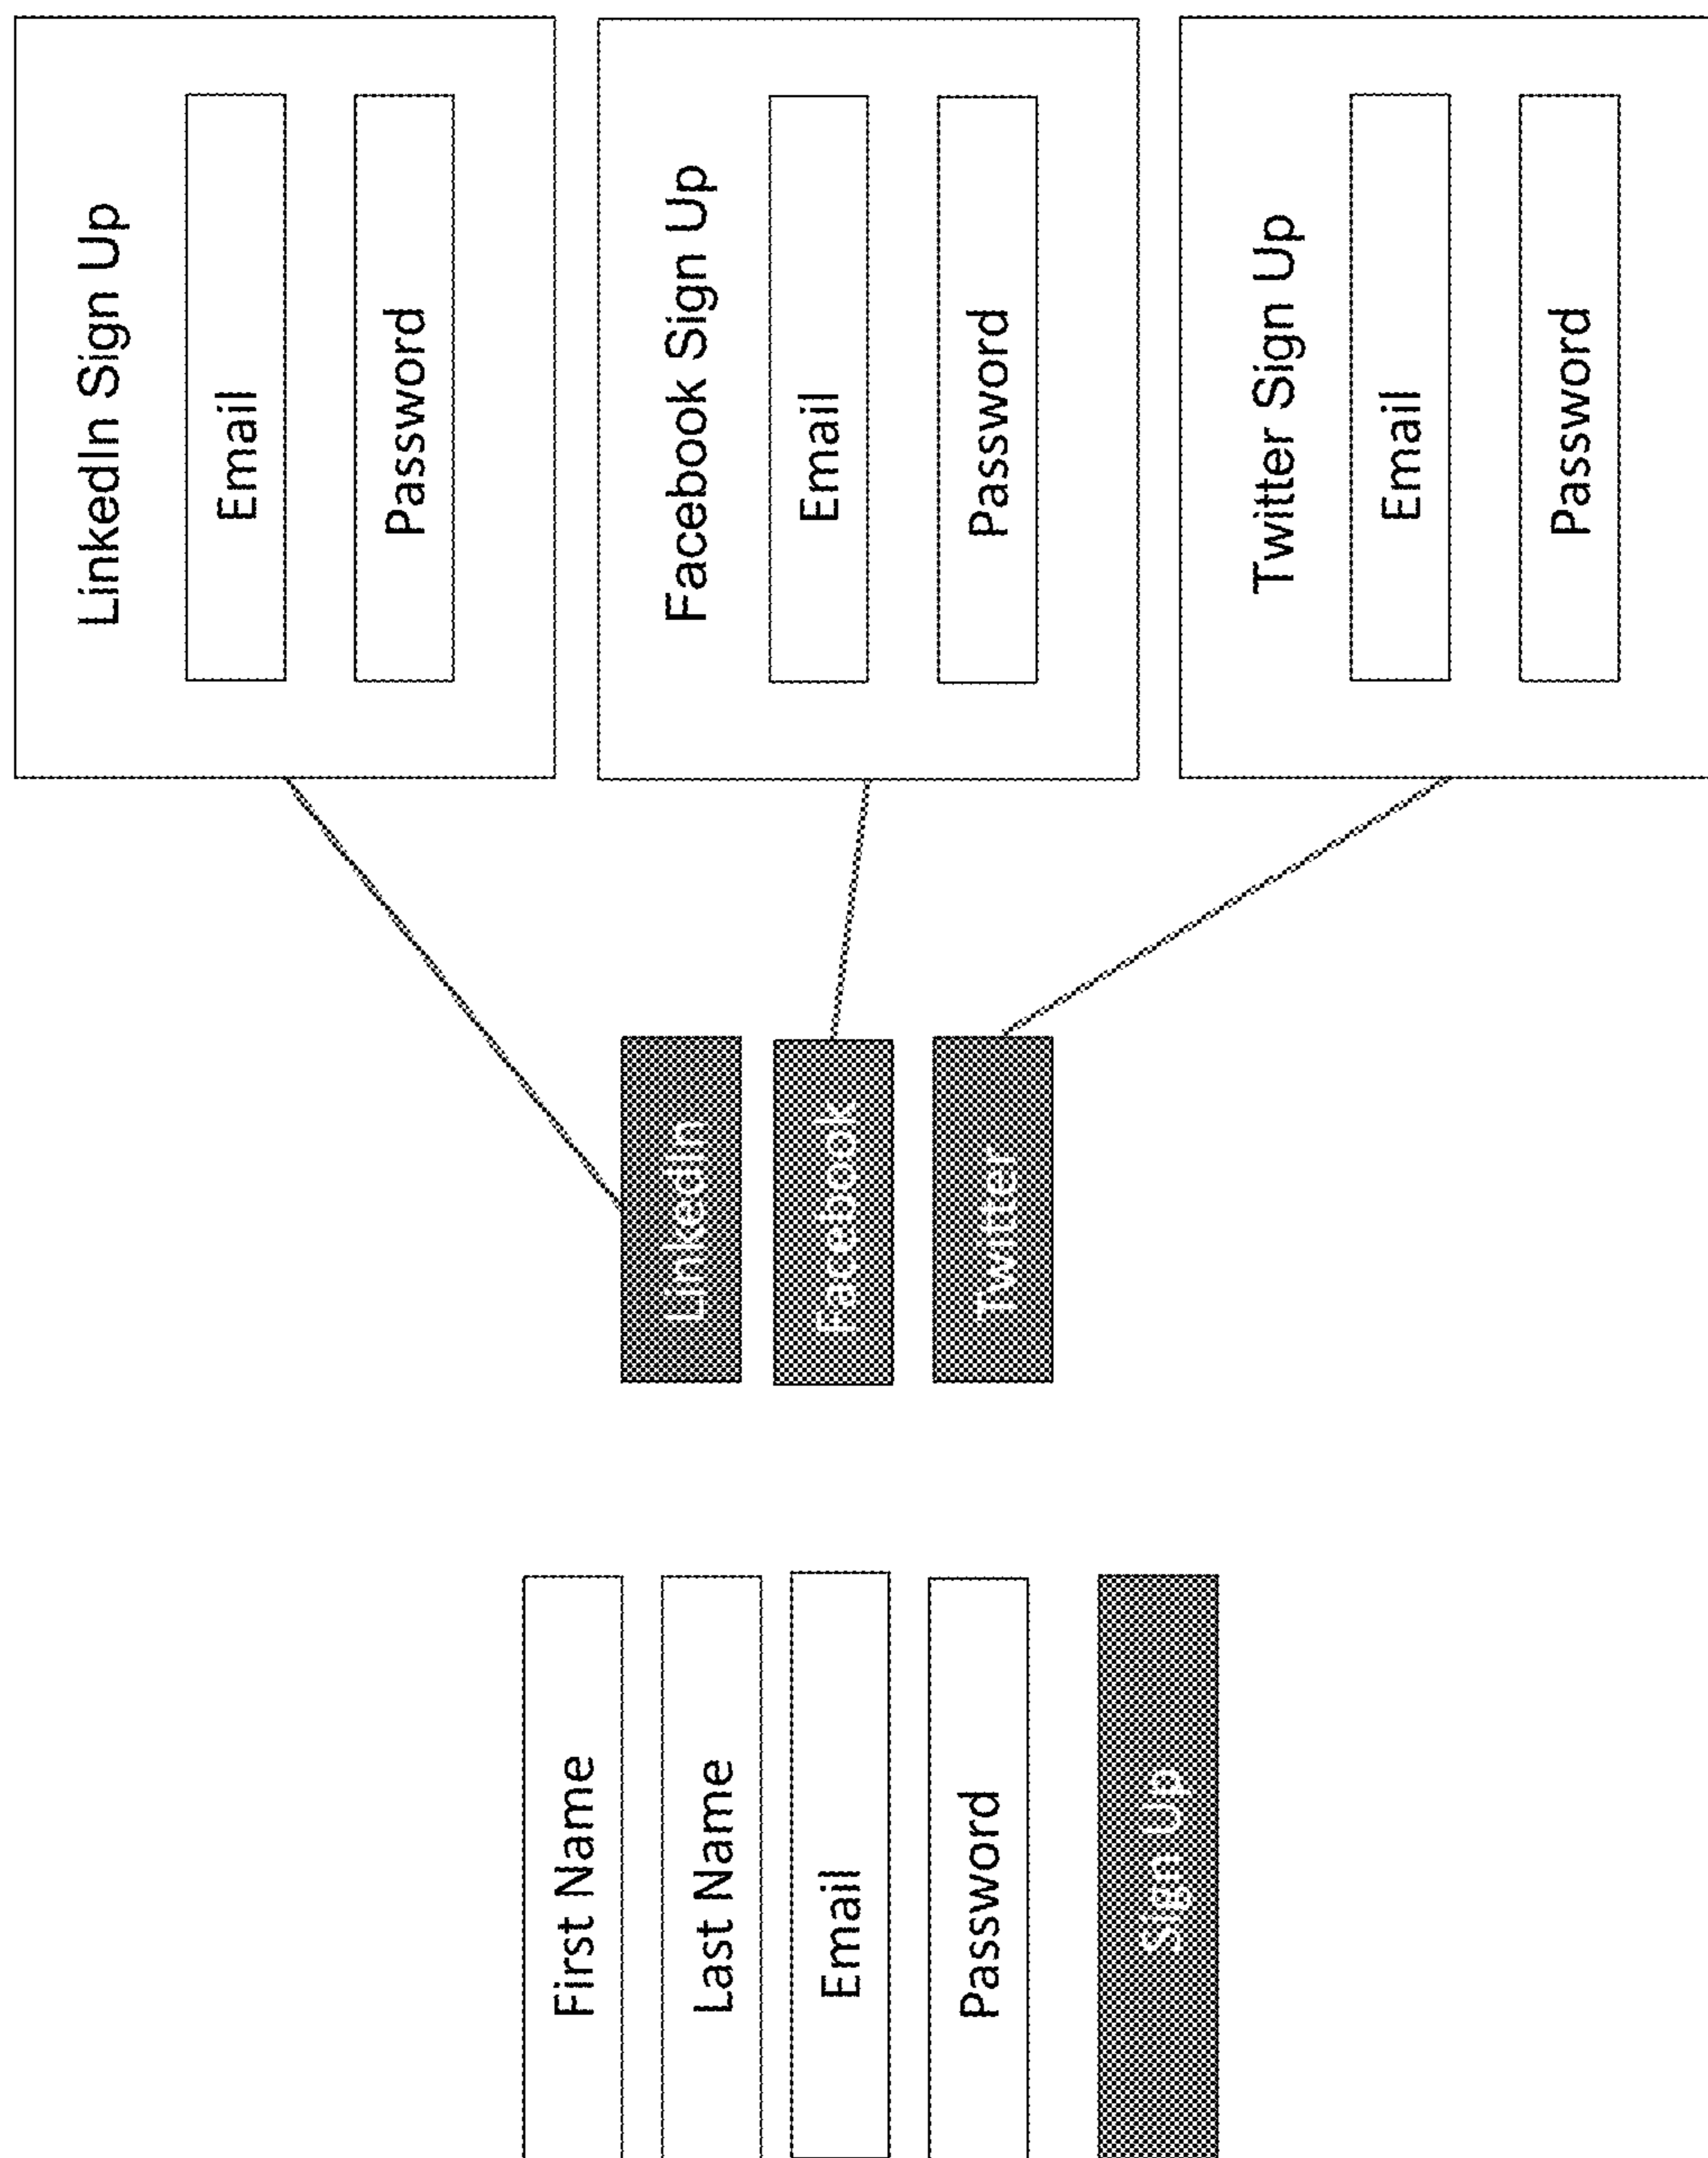 First Name
Last Name
Email
Password
Sign Up
LinkedIn
Facebook
Twitter
LinkedIn Sign Up
Email
Password
Facebook Sign Up
Email
Password
Twitter Sign Up
Email
Password